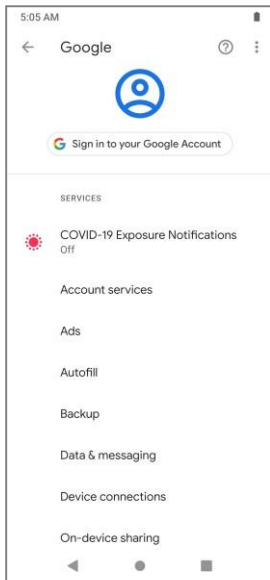 5:05 AM
Google
Sign in to your Google Account
SERVICES
COVID-19 Exposure Notifications
Off
Account services
Ads
Autofill
Backup
Data & messaging
Device connections
On-device sharing